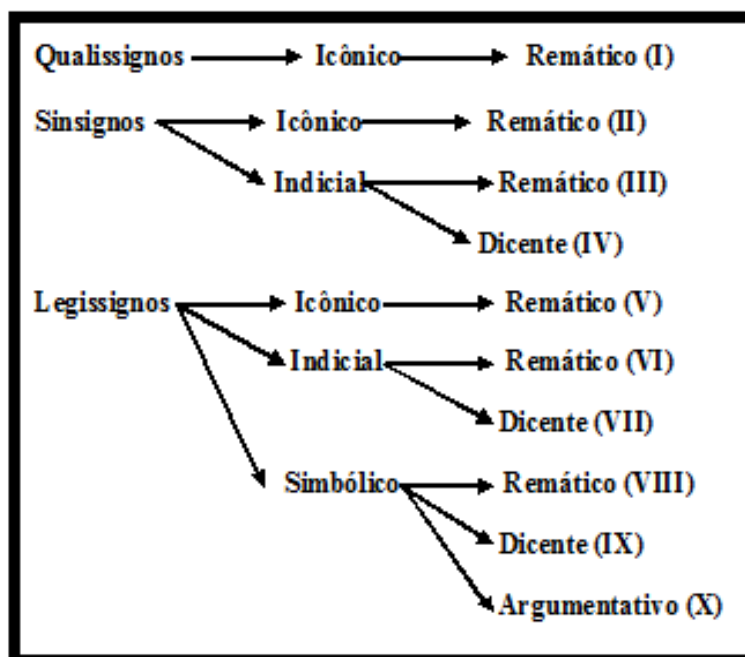 Qualissignos Icônico Remático (I)
Sinsignos Icônico Remático (II)
Indicial Remático (III)
Dicente (IV)
Legissignos Icônico Remático (V)
Indicial Remático (VI)
Dicente (VII)
Simbólico Remático (VIII)
Dicente (IX)
Argumentativo (X)